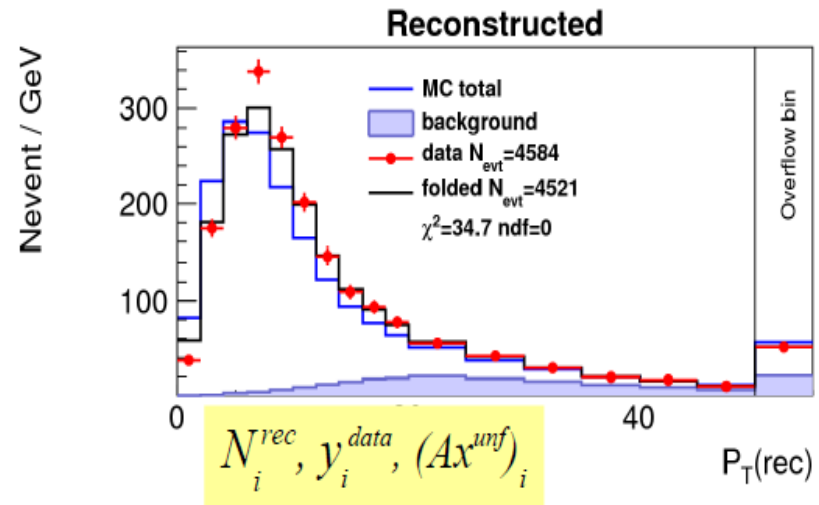 Reconstructed
Nevent / GeV
300
200
100
MC total
background
data N_evt=4584
folded N_evt=4521
χ²=34.7 ndf=0
Overflow bin
0
40
P_T(rec)
N_i^rec, y_i^data, (Ax^unf)_i